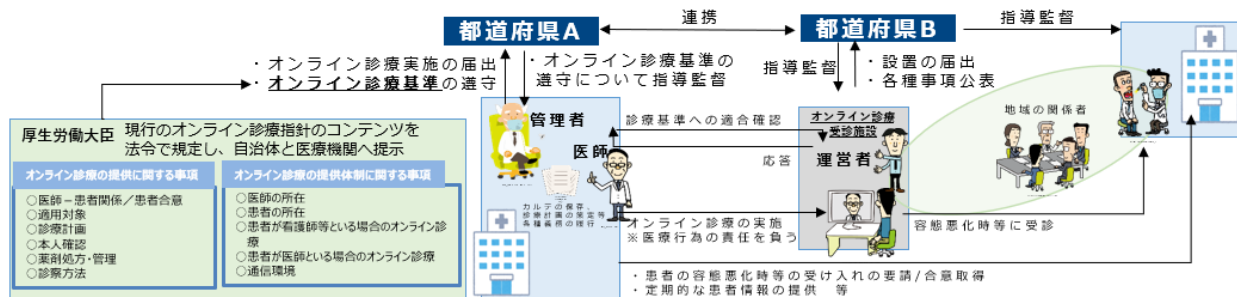 都道府県A
連携
都道府県B
指導監督
・オンライン診療実施の届出
・オンライン診療基準の遵守
・オンライン診療基準の
遵守について指導監督
指導監督
・設置の届出
・各種事項公表
厚生労働大臣
現行のオンライン診療指針のコンテンツを
法令で規定し、自治体と医療機関へ提示
オンライン診療の提供に関する事項
○医師－患者関係／患者合意
○適用対象
○診療計画
○本人確認
○薬剤処方・管理
○診察方法
オンライン診療の提供体制に関する事項
○医師の所在
○患者の所在
○患者が看護師等といる場合のオンライン診
療
○患者が医師といる場合のオンライン診療
○通信環境
管理者
医師
カルテの保存、
診療計画の策定等
各種義務の履行
診療基準への適合確認
応答
オンライン診療の実施
※医療行為の責任を負う
オンライン診療
受診施設
運営者
地域の関係者
容態悪化時等に受診
・患者の容態悪化時等の受け入れの要請/合意取得
・定期的な患者情報の提供 等